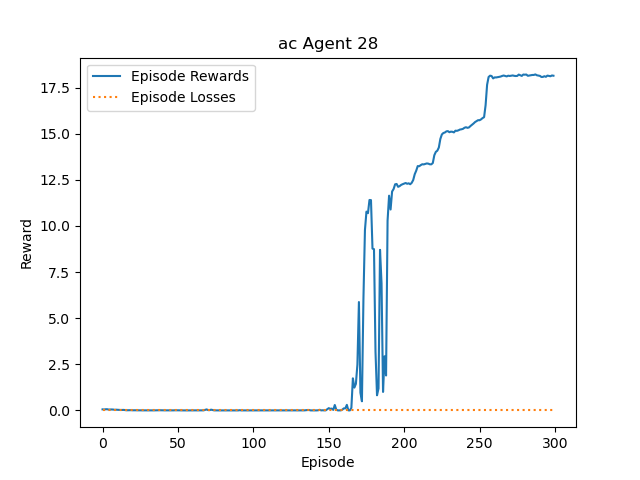 ac Agent 28
Episode Rewards
Episode Losses
17.5
15.0
12.5
10.0
7.5
5.0
2.5
0.0
Reward
0 50 100 150 200 250 300
Episode